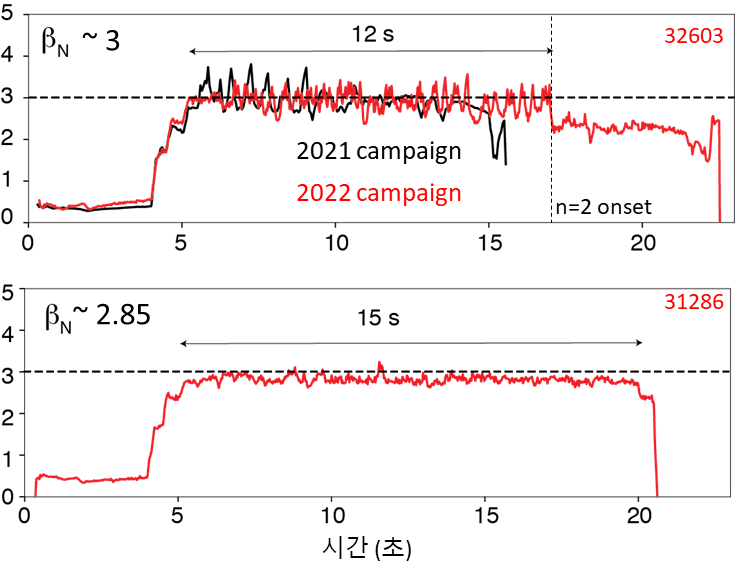 5
β_N ~ 3
12 s
32603
4
3
2
2021 campaign
2022 campaign
1
n=2 onset
0
0 5 10 15 20
5
β_N ~ 2.85
15 s
31286
4
3
2
1
0
0 5 10 15 20
시간 (초)